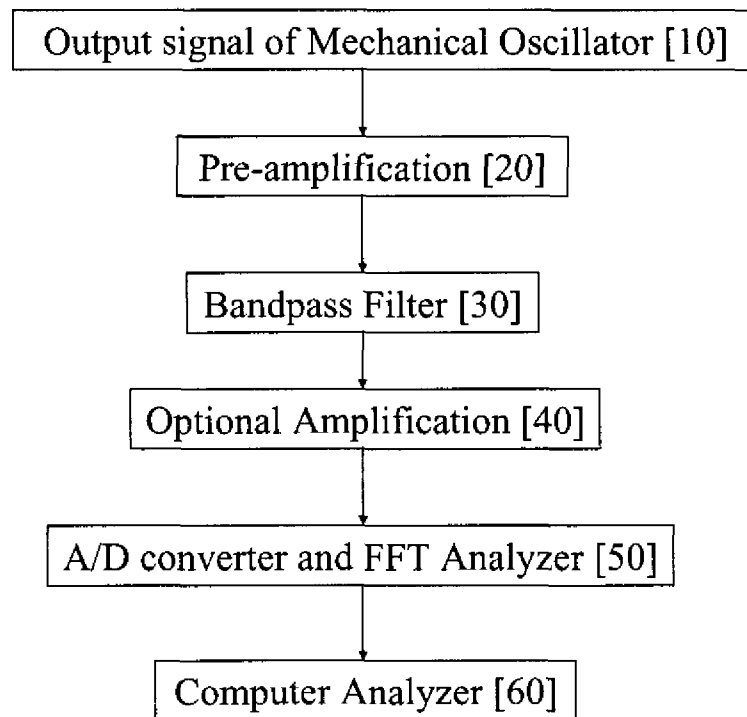 Output signal of Mechanical Oscillator [10]
Pre-amplification [20]
Bandpass Filter [30]
Optional Amplification [40]
A/D converter and FFT Analyzer [50]
Computer Analyzer [60]